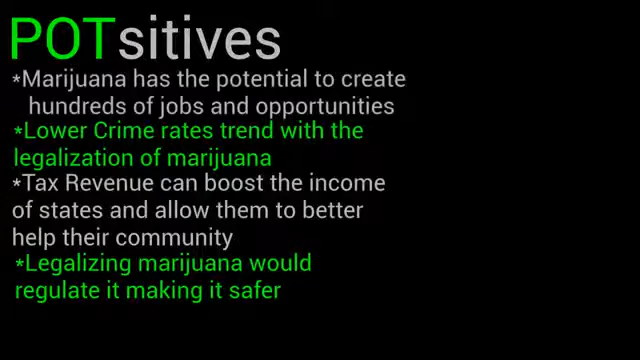 POTsitives
*Marijuana has the potential to create
hundreds of jobs and opportunities
*Lower Crime rates trend with the
legalization of marijuana
*Tax Revenue can boost the income
of states and allow them to better
help their community
*Legalizing marijuana would
regulate it making it safer